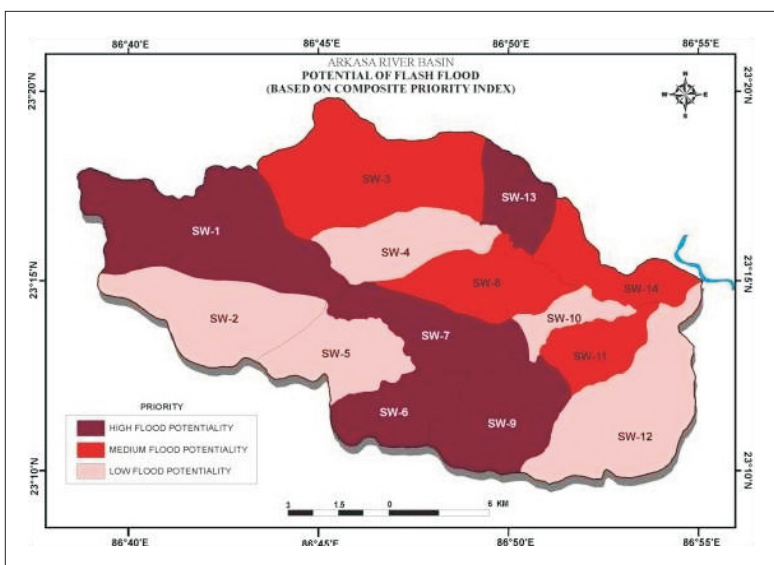 86°40'E 86°45'E 86°50'E 86°55'E
ARKASA RIVER BASIN
POTENTIAL OF FLASH FLOOD
(BASED ON COMPOSITE PRIORITY INDEX)
N
W E
S
23°20'N 23°20'N
SW-3
SW-13
SW-1
SW-4
23°15'N 23°15'N
SW-8
SW-14
SW-2
SW-10
SW-7
SW-5
SW-11
PRIORITY
HIGH FLOOD POTENTIALITY
MEDIUM FLOOD POTENTIALITY
LOW FLOOD POTENTIALITY
SW-6
SW-9
SW-12
23°10'N 23°10'N
3 1.5 0 6 KM
86°40'E 86°45'E 86°50'E 86°55'E